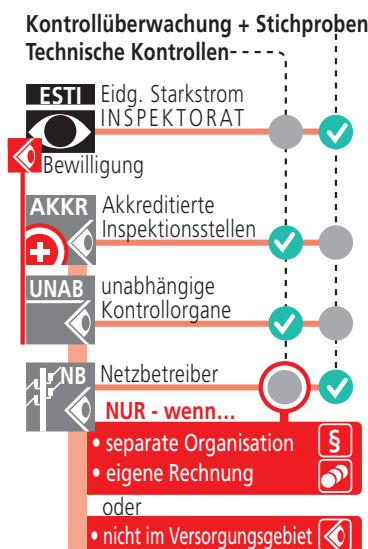 Kontrollüberwachung + Stichproben
Technische Kontrollen
ESTI Eidg. Starkstrom
INSPEKTORAT
Bewilligung
AKKR Akkreditierte
Inspektionsstellen
UNAB unabhängige
Kontrollorgane
NB Netzbetreiber
NUR - wenn...
• separate Organisation §
• eigene Rechnung
oder
• nicht im Versorgungsgebiet